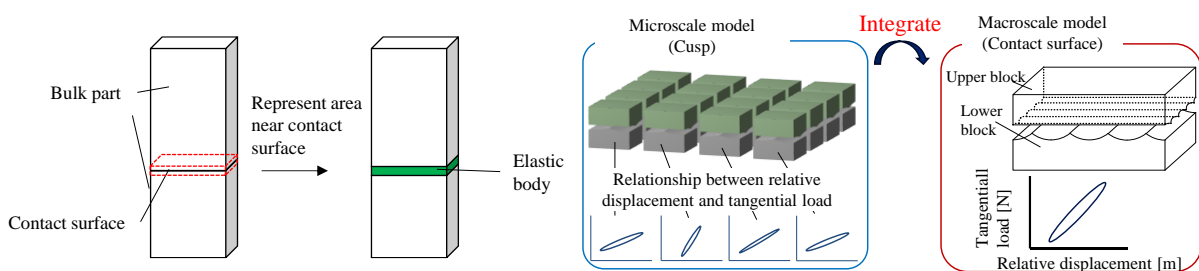 Bulk part
Contact surface
Represent area
near contact
surface
Elastic
body
Microscale model
(Cusp)
Relationship between relative
displacement and tangential load
Integrate
Macroscale model
(Contact surface)
Upper block
Lower
block
Tangentiall
load [N]
Relative displacement [m]